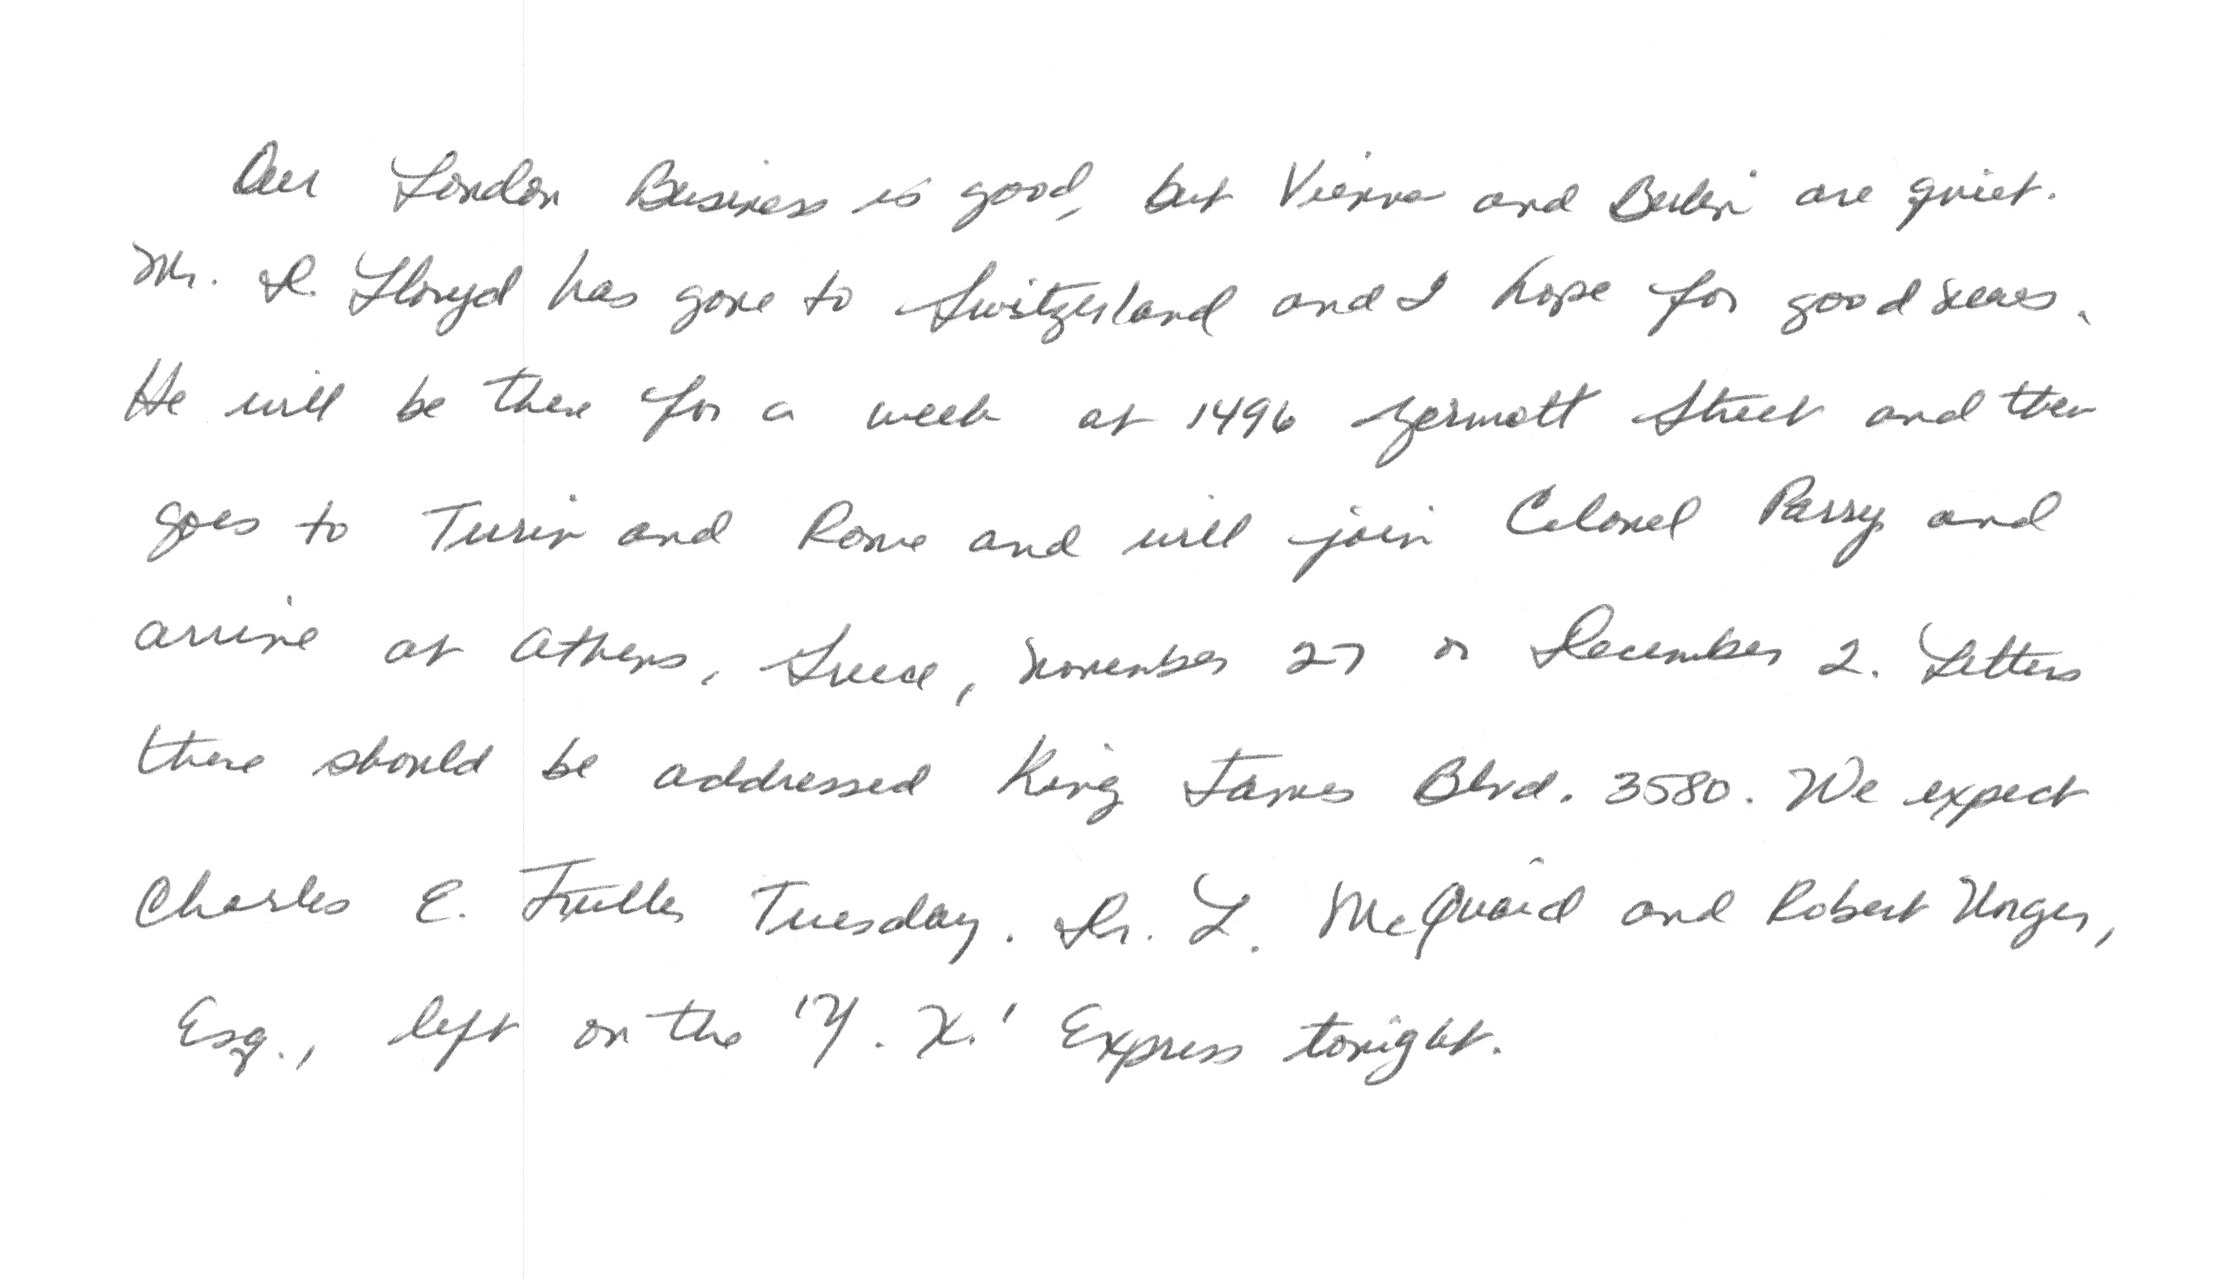 Our London Business is good, but Vienna and Berlin are quiet.
Mr. D. Lloyd has gone to Switzerland and I hope for good news.
He will be there for a week at 1496 Zermott Street and then
goes to Turin and Rome and will join Colonel Parry and
arrive at Athens, Greece, November 27 or December 2. Letters
there should be addressed King James Blvd. 3580. We expect
Charles E. Fuller Tuesday. Dr. L. McQuaid and Robert Unger,
Esq., left on the 'Y. X.' Express tonight.